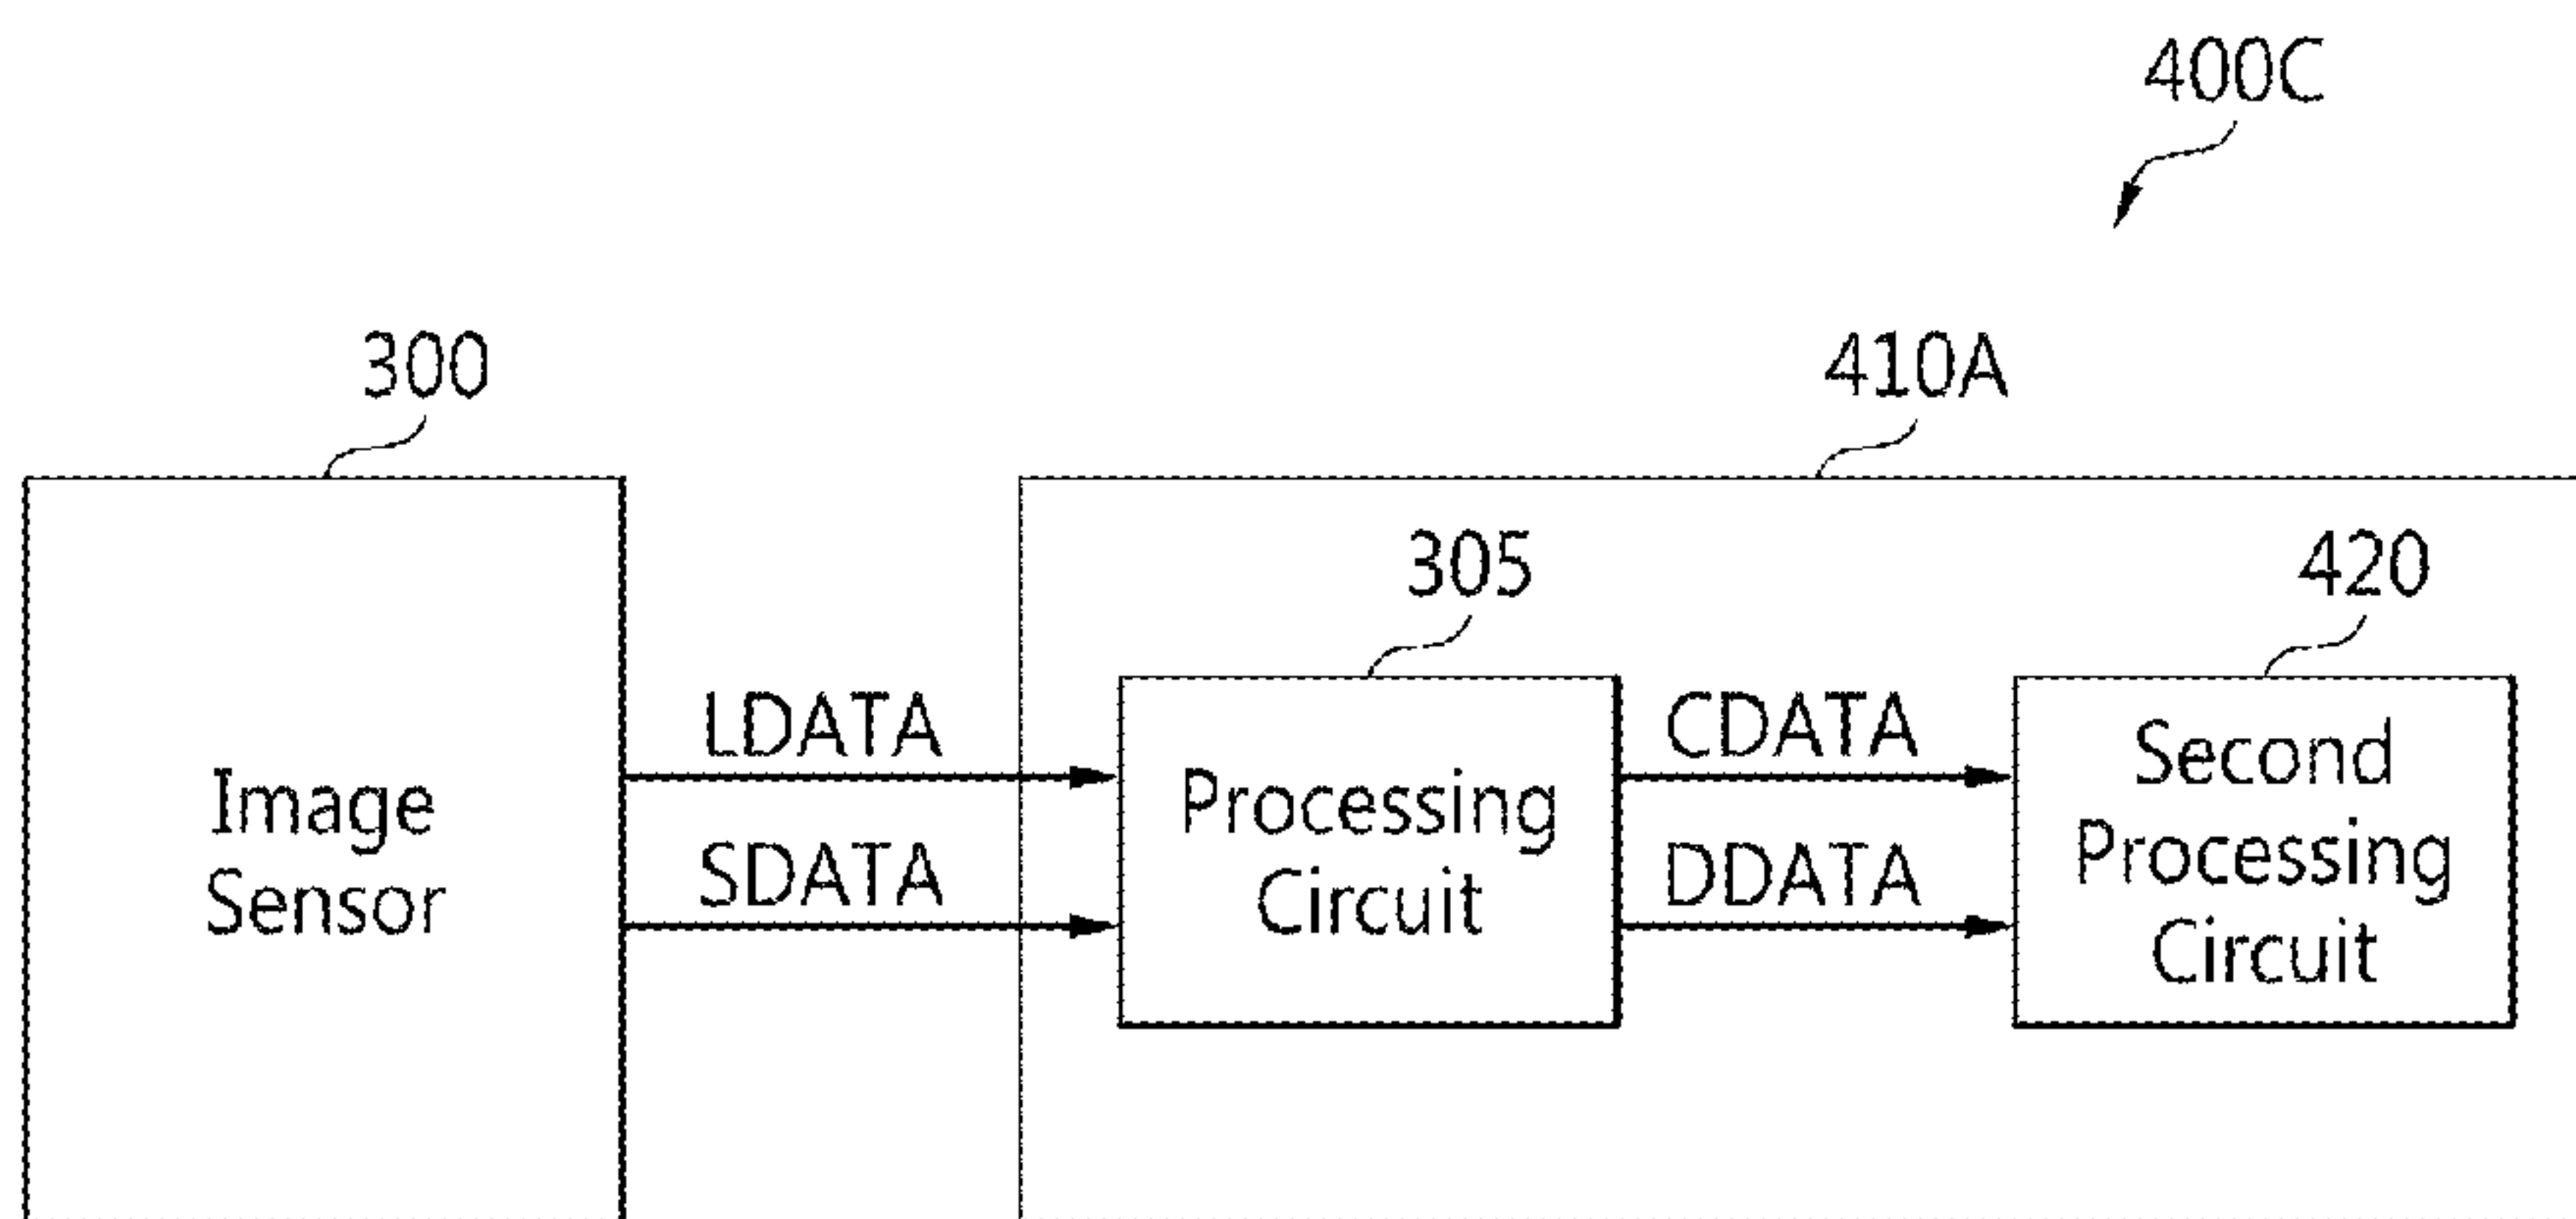 400C
300
410A
305
420
LDATA
SDATA
CDATA
DDATA
Image
Sensor
Processing
Circuit
Second
Processing
Circuit